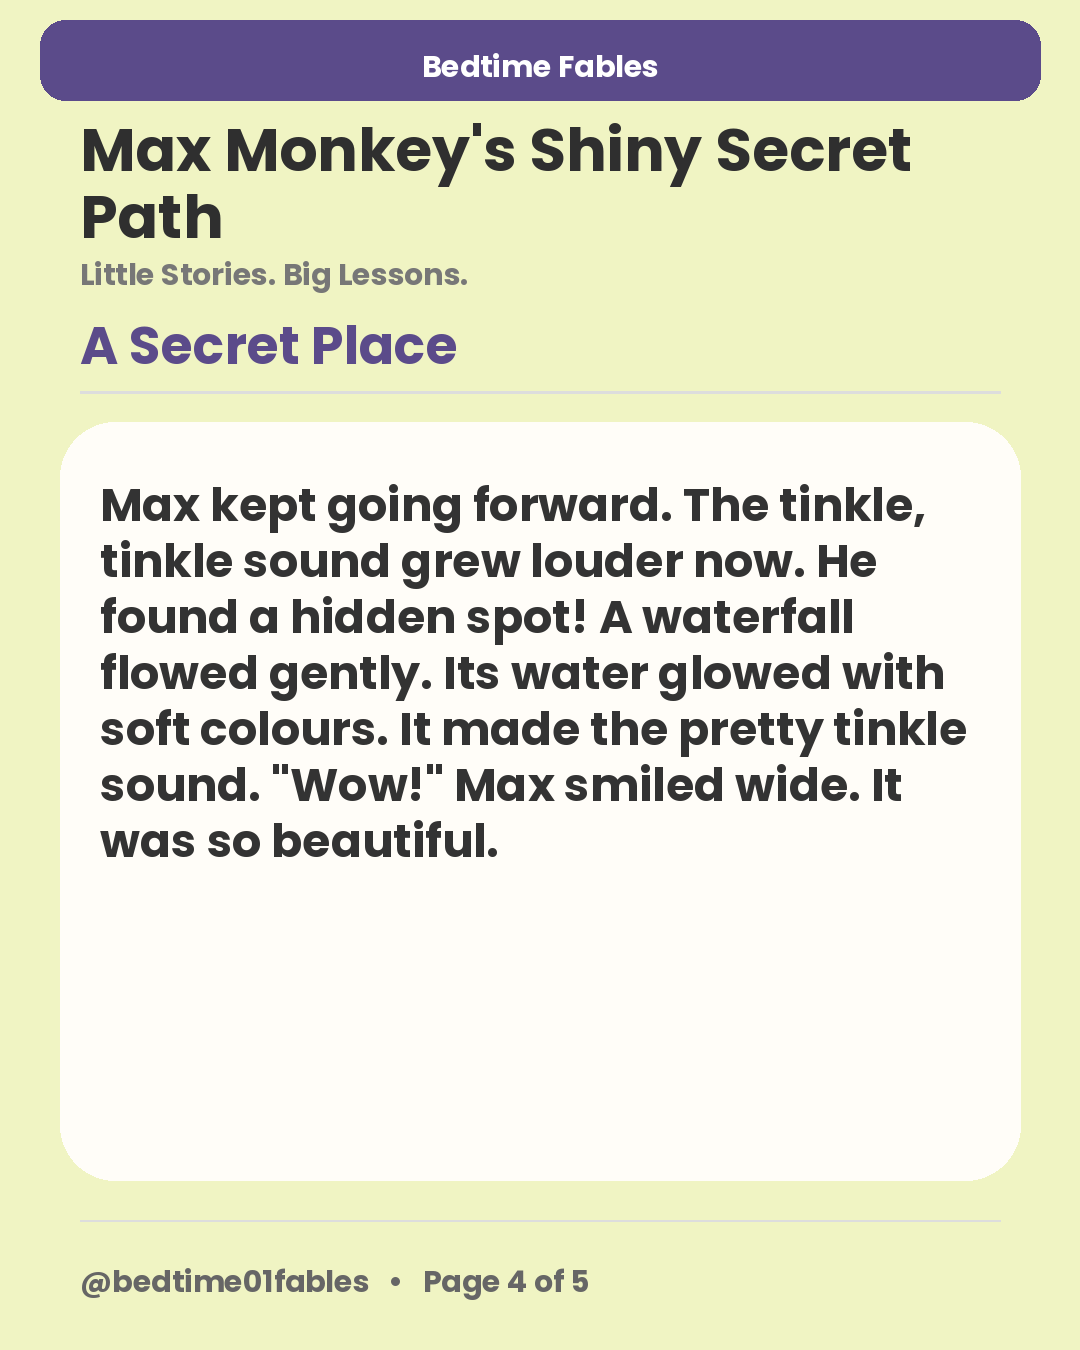 Bedtime Fables
Max Monkey's Shiny Secret
Path
Little Stories. Big Lessons.
A Secret Place
Max kept going forward. The tinkle,
tinkle sound grew louder now. He
found a hidden spot! A waterfall
flowed gently. Its water glowed with
soft colours. It made the pretty tinkle
sound. "Wow!" Max smiled wide. It
was so beautiful.
@bedtime01fables • Page 4 of 5